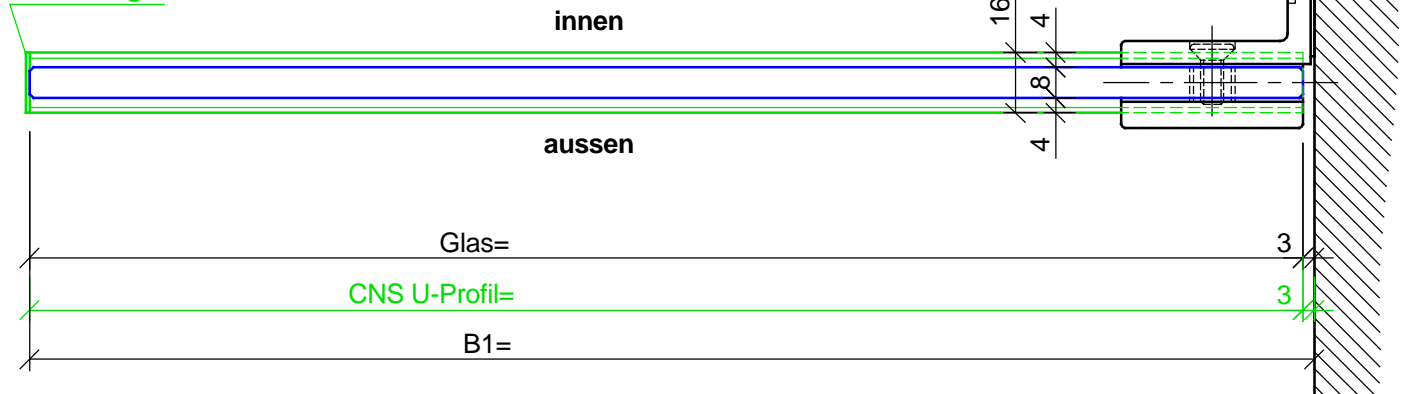 innen
16
4
8
4
aussen
Glas= 3
CNS U-Profil= 3
B1=